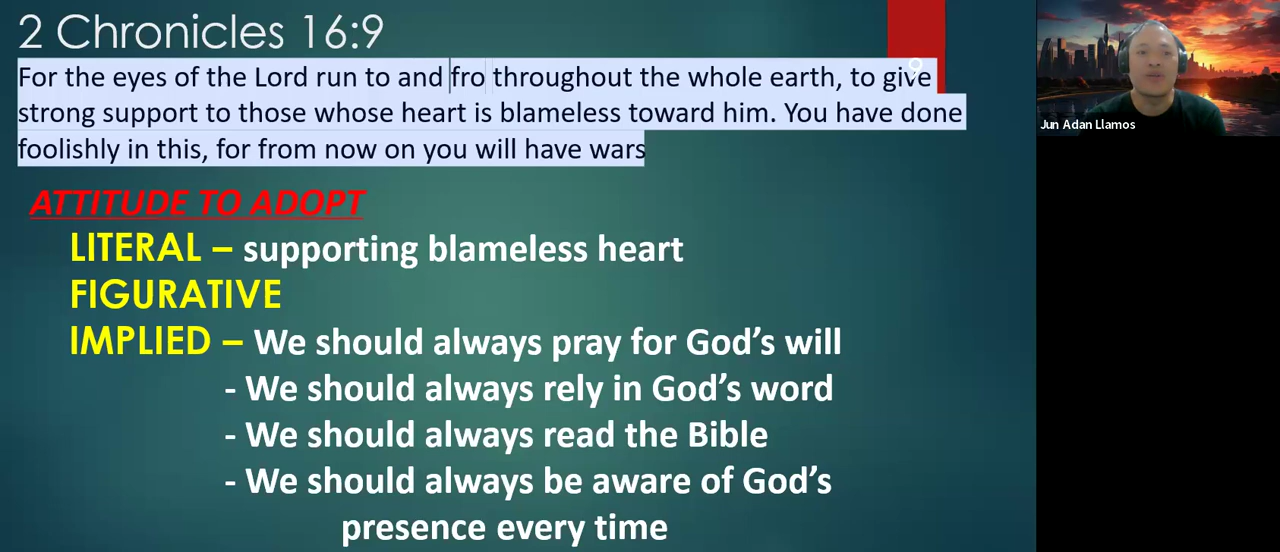 2 Chronicles 16:9
9
For the eyes of the Lord run to and fro throughout the whole earth, to give
strong support to those whose heart is blameless toward him. You have done
foolishly in this, for from now on you will have wars
ATTITUDE TO ADOPT
LITERAL – supporting blameless heart
FIGURATIVE
IMPLIED – We should always pray for God's will
- We should always rely in God's word
- We should always read the Bible
- We should always be aware of God's
presence every time
Jun Adan Llamos